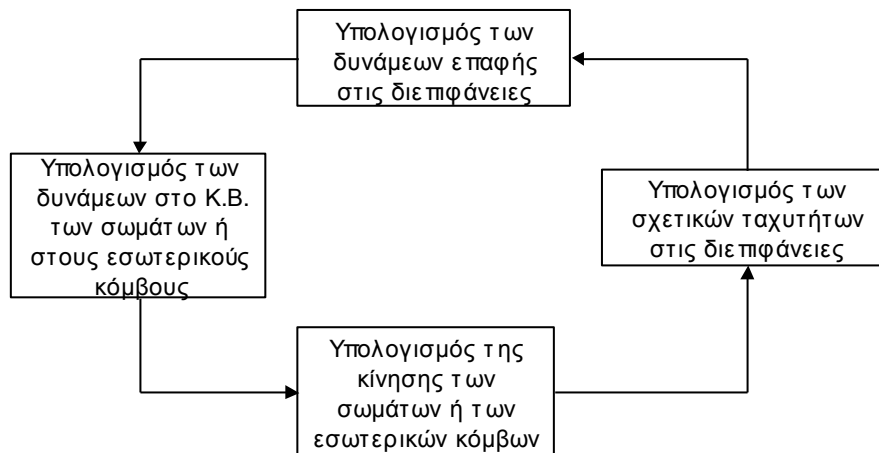 Υπολογισμός των
δυνάμεων επαφής
στις διεπιφάνειες
Υπολογισμός των
δυνάμεων στο Κ.Β.
των σωμάτων ή
στους εσωτερικούς
κόμβους
Υπολογισμός των
σχετικών ταχυτήτων
στις διεπιφάνειες
Υπολογισμός της
κίνησης των
σωμάτων ή των
εσωτερικών κόμβων